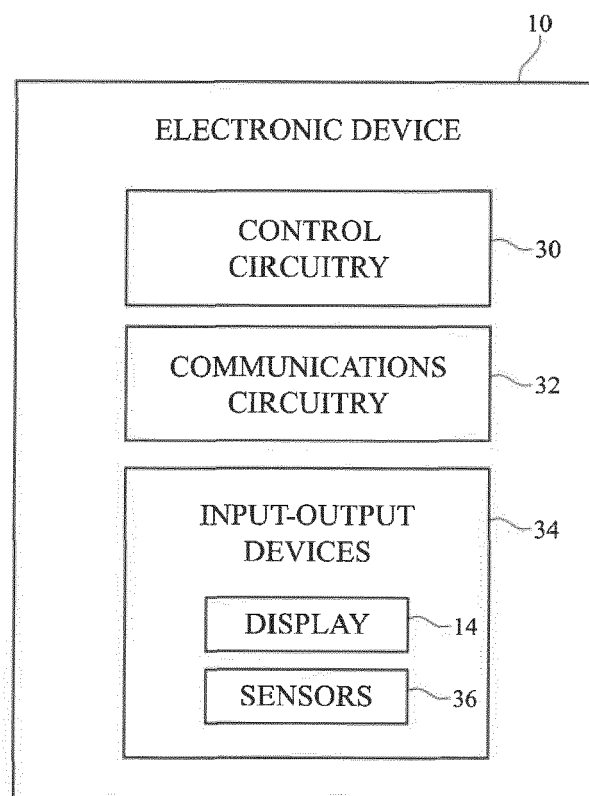 10
ELECTRONIC DEVICE
CONTROL
CIRCUITRY
30
COMMUNICATIONS
CIRCUITRY
32
INPUT-OUTPUT
DEVICES
34
DISPLAY
14
SENSORS
36